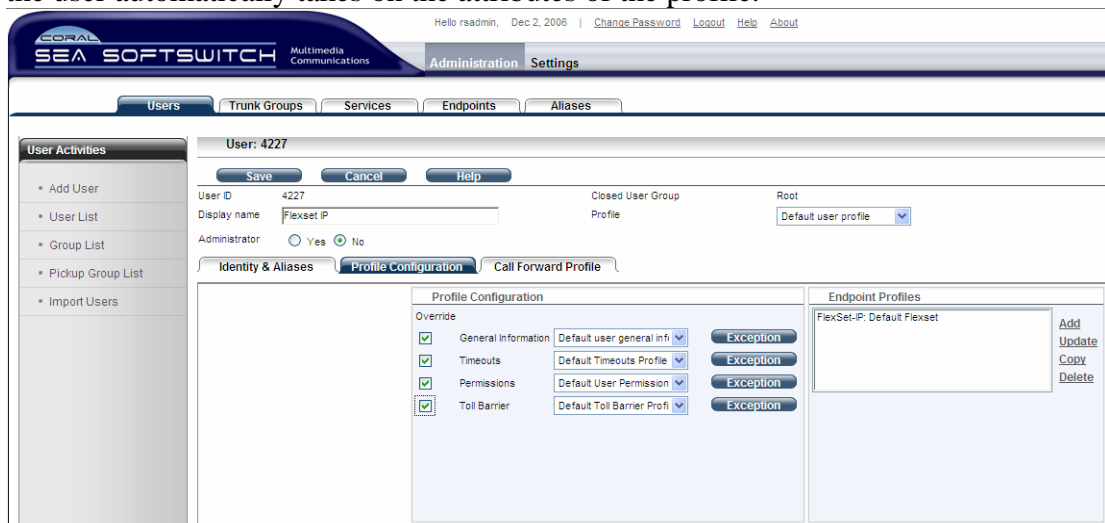 the user automatically takes on the attributes of the profile.
Hello rsadmin, Dec 2, 2006 | Change Password Logout Help About
CORAL
SEA SOFTSWITCH Multimedia Communications
Administration Settings
Users Trunk Groups Services Endpoints Aliases
User Activities
Add User
User List
Group List
Pickup Group List
Import Users
User: 4227
Save Cancel Help
User ID 4227 Closed User Group Root
Display name Flexset IP Profile Default user profile
Administrator Yes No
Identity & Aliases Profile Configuration Call Forward Profile
Profile Configuration
Override
General Information Default user general inf Exception
Timeouts Default Timeouts Profile Exception
Permissions Default User Permission Exception
Toll Barrier Default Toll Barrier Profi Exception
Endpoint Profiles
FlexSet-IP: Default Flexset
Add
Update
Copy
Delete